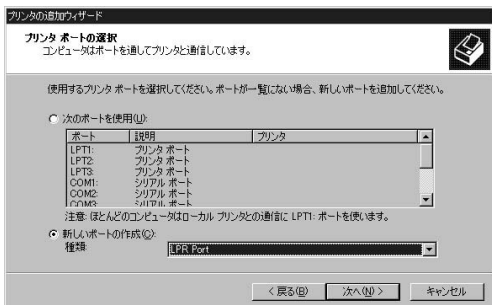 プリンタの追加ウィザード
プリンタ ポートの選択
コンピュータはポートを通してプリンタと通信しています。
使用するプリンタ ポートを選択してください。ポートが一覧にない場合、新しいポートを追加してください。
次のポートを使用(U):
ポート 説明 プリンタ
LPT1: プリンタ ポート
LPT2: プリンタ ポート
LPT3: プリンタ ポート
COM1: シリアル ポート
COM2: シリアル ポート
COM3: シリアル ポート
注意: ほとんどのコンピュータはローカル プリンタとの通信に LPT1: ポートを使います。
新しいポートの作成(C):
種類: LPR Port
< 戻る(B) 次へ(N) > キャンセル